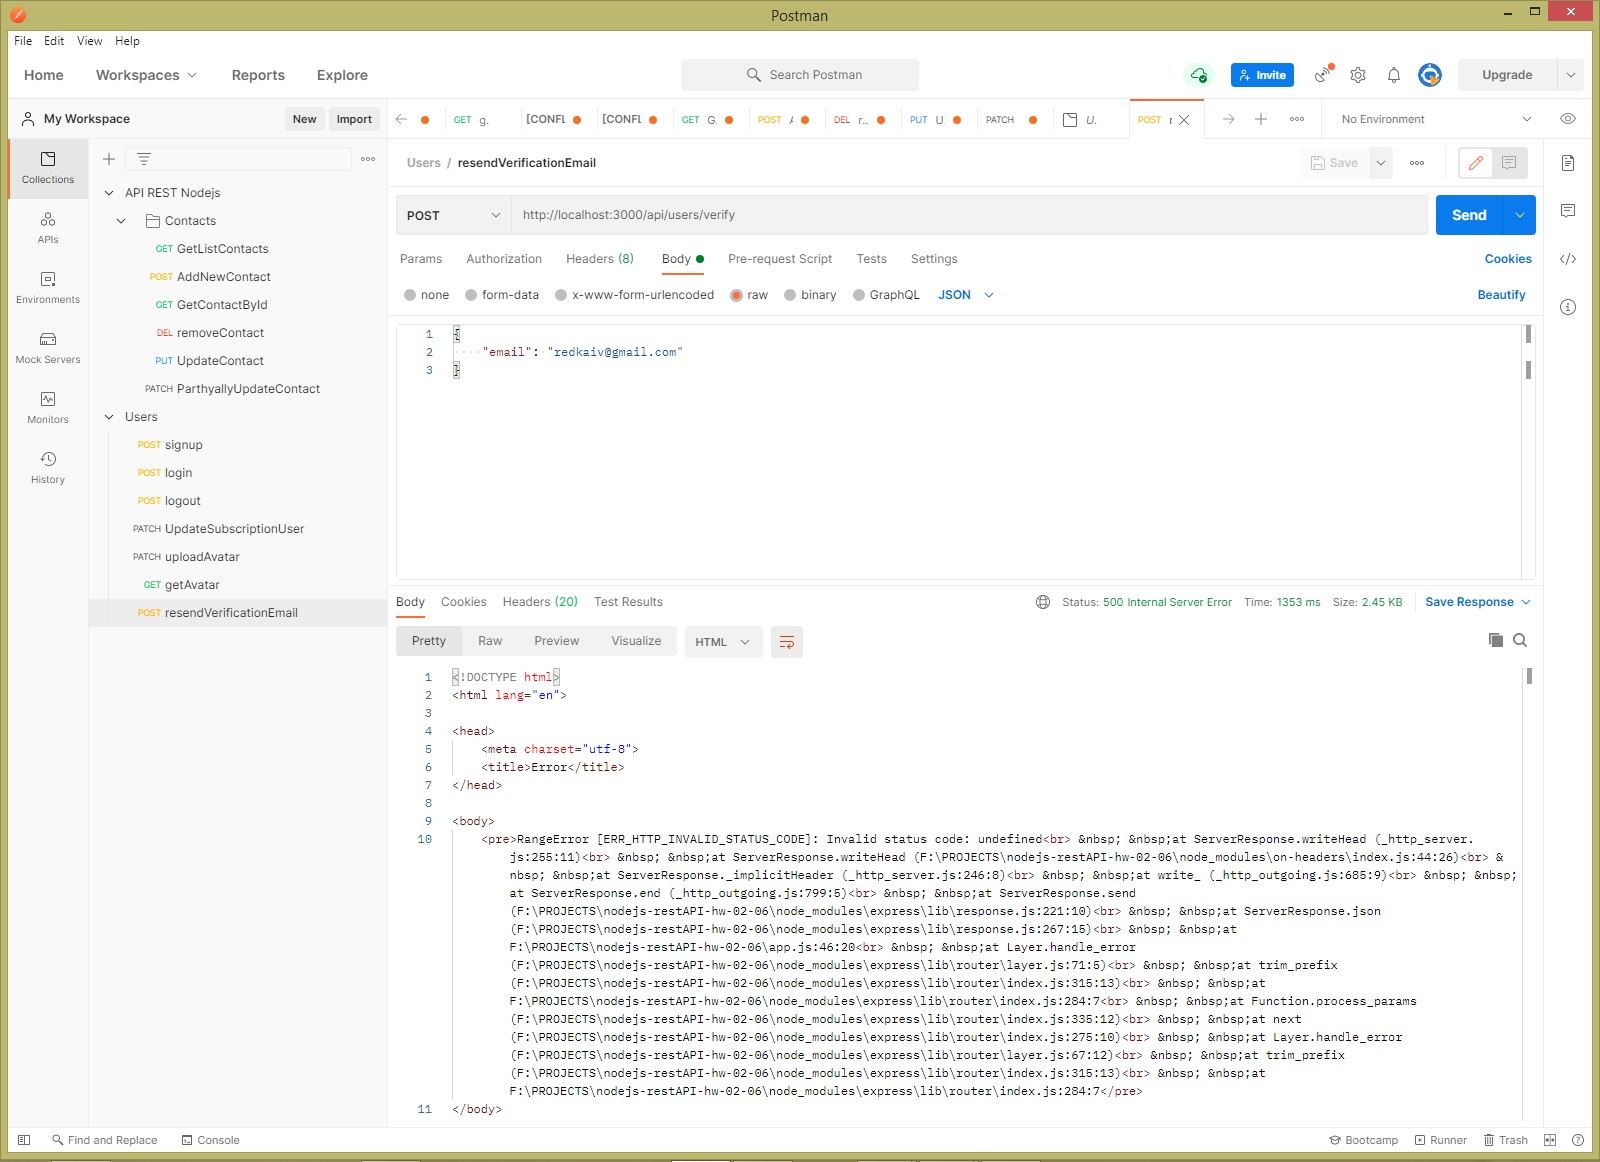 Postman
File Edit View Help
Home Workspaces Reports Explore Search Postman Invite Upgrade
My Workspace New Import
GET g. [CONFL [CONFL GET G. POST DEL r.. PUT U. PATCH U. POST No Environment
Users / resendVerificationEmail Save
Collections
APIs
Environments
Mock Servers
Monitors
History
API REST Nodejs
Contacts
GET GetListContacts
POST AddNewContact
GET GetContactById
DEL removeContact
PUT UpdateContact
PATCH ParthyallyUpdateContact
Users
POST signup
POST login
POST logout
PATCH UpdateSubscriptionUser
PATCH uploadAvatar
GET getAvatar
POST resendVerificationEmail
POST http://localhost:3000/api/users/verify Send
Params Authorization Headers (8) Body Pre-request Script Tests Settings Cookies
none form-data x-www-form-urlencoded raw binary GraphQL JSON Beautify
1 {
2 "email": "redkaiv@gmail.com"
3 }
Body Cookies Headers (20) Test Results Status: 500 Internal Server Error Time: 1353 ms Size: 2.45 KB Save Response
Pretty Raw Preview Visualize HTML
1 <!DOCTYPE html>
2 <html lang="en">
3
4 <head>
5 <meta charset="utf-8">
6 <title>Error</title>
7 </head>
8
9 <body>
10 <pre>RangeError [ERR_HTTP_INVALID_STATUS_CODE]: Invalid status code: undefined<br> &nbsp; &nbsp;at ServerResponse.writeHead (_http_server.
js:255:11)<br> &nbsp; &nbsp;at ServerResponse.writeHead (F:\PROJECTS\nodejs-restAPI-hw-02-06\node_modules\on-headers\index.js:44:26)<br> &
nbsp; &nbsp;at ServerResponse._implicitHeader (_http_server.js:246:8)<br> &nbsp; &nbsp;at write_ (_http_outgoing.js:685:9)<br> &nbsp; &nbsp;
at ServerResponse.end (_http_outgoing.js:799:5)<br> &nbsp; &nbsp;at ServerResponse.send
(F:\PROJECTS\nodejs-restAPI-hw-02-06\node_modules\express\lib\response.js:221:10)<br> &nbsp; &nbsp;at ServerResponse.json
(F:\PROJECTS\nodejs-restAPI-hw-02-06\node_modules\express\lib\response.js:267:15)<br> &nbsp; &nbsp;at
F:\PROJECTS\nodejs-restAPI-hw-02-06\app.js:46:20<br> &nbsp; &nbsp;at Layer.handle_error
(F:\PROJECTS\nodejs-restAPI-hw-02-06\node_modules\express\lib\router\layer.js:71:5)<br> &nbsp; &nbsp;at trim_prefix
(F:\PROJECTS\nodejs-restAPI-hw-02-06\node_modules\express\lib\router\index.js:315:13)<br> &nbsp; &nbsp;at
F:\PROJECTS\nodejs-restAPI-hw-02-06\node_modules\express\lib\router\index.js:284:7<br> &nbsp; &nbsp;at Function.process_params
(F:\PROJECTS\nodejs-restAPI-hw-02-06\node_modules\express\lib\router\index.js:335:12)<br> &nbsp; &nbsp;at next
(F:\PROJECTS\nodejs-restAPI-hw-02-06\node_modules\express\lib\router\index.js:275:10)<br> &nbsp; &nbsp;at Layer.handle_error
(F:\PROJECTS\nodejs-restAPI-hw-02-06\node_modules\express\lib\router\layer.js:67:12)<br> &nbsp; &nbsp;at trim_prefix
(F:\PROJECTS\nodejs-restAPI-hw-02-06\node_modules\express\lib\router\index.js:315:13)<br> &nbsp; &nbsp;at
F:\PROJECTS\nodejs-restAPI-hw-02-06\node_modules\express\lib\router\index.js:284:7</pre>
11 </body>
Find and Replace Console Bootcamp Runner Trash